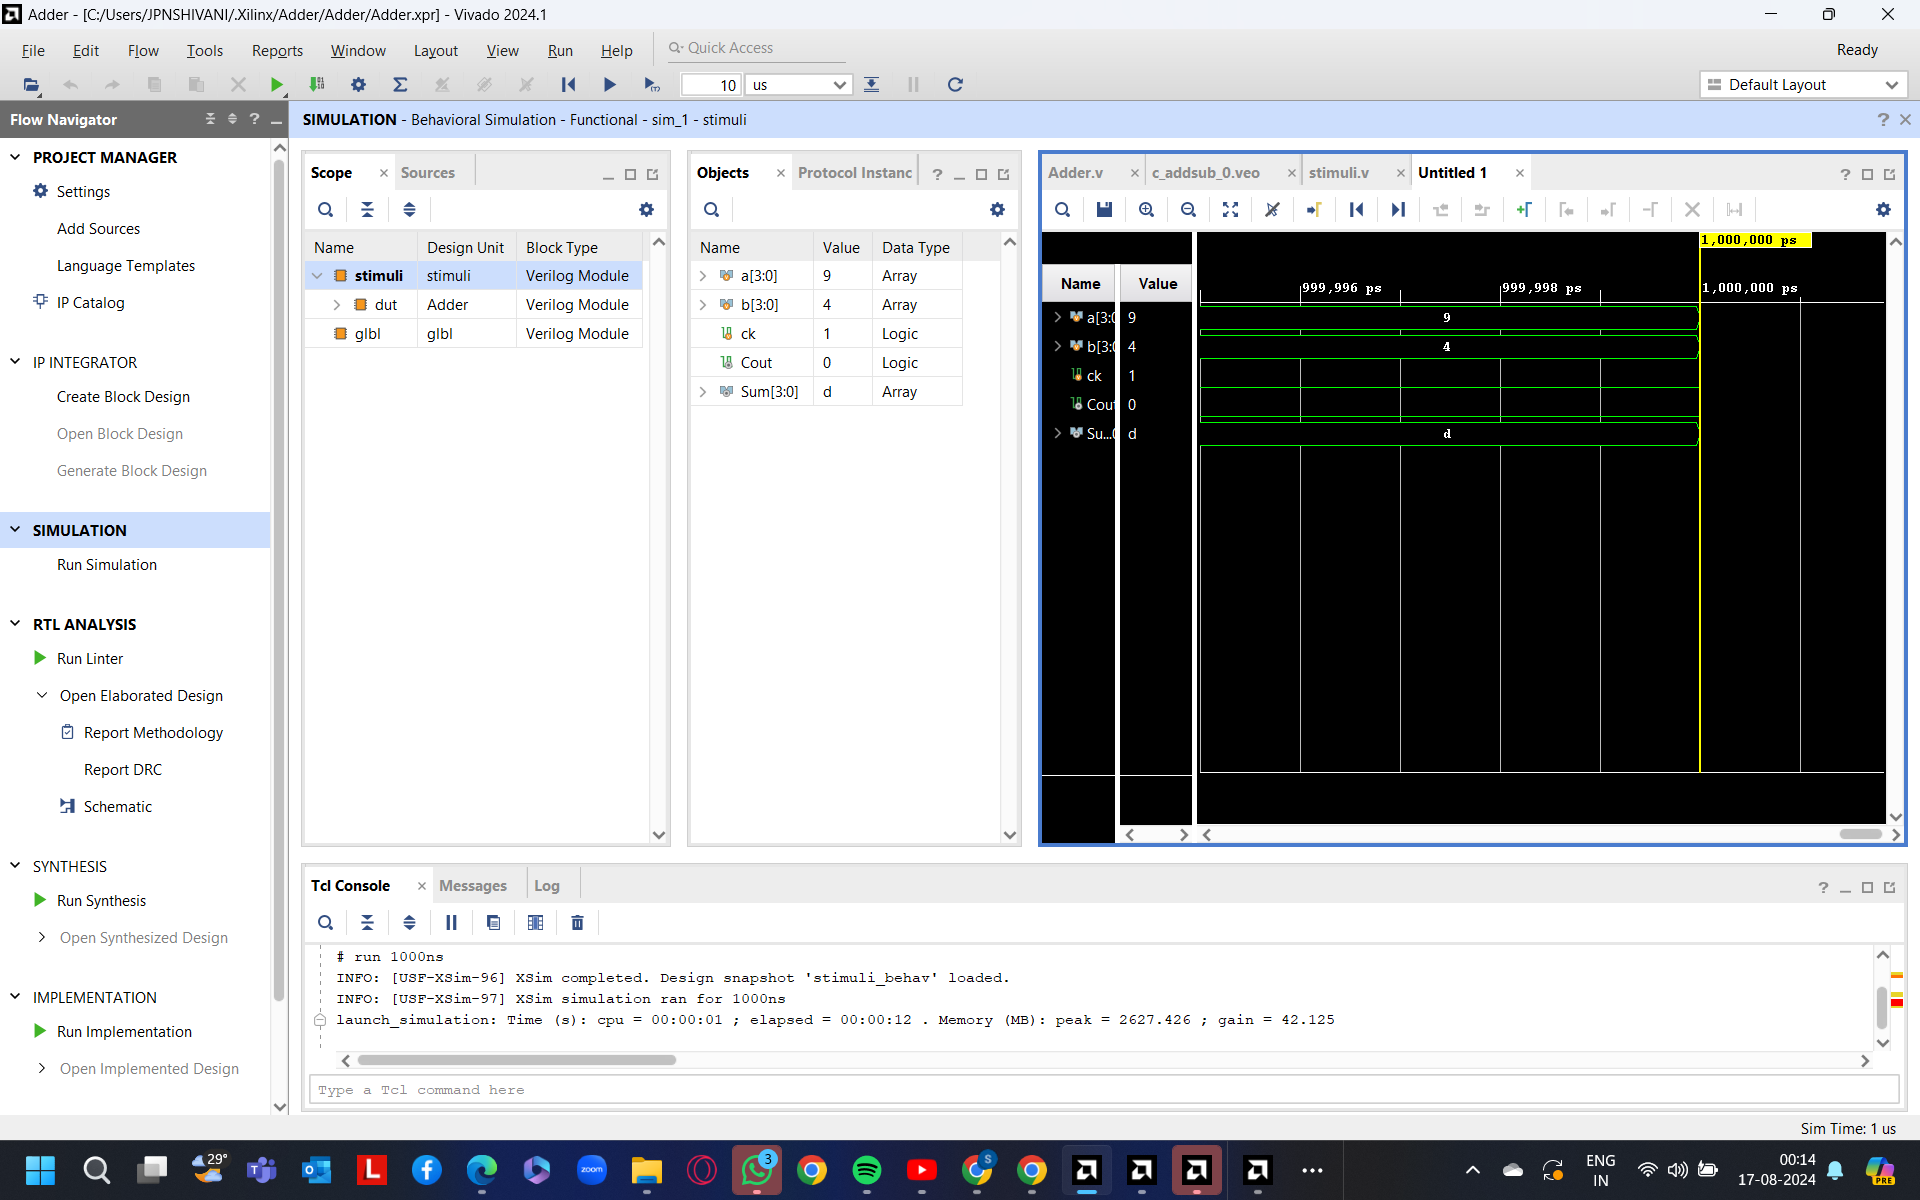 Adder - [C:/Users/JPNSHIVANI/.Xilinx/Adder/Adder/Adder.xpr] - Vivado 2024.1
File Edit Flow Tools Reports Window Layout View Run Help Quick Access Ready
10 us Default Layout
Flow Navigator
SIMULATION - Behavioral Simulation - Functional - sim_1 - stimuli
PROJECT MANAGER
Settings
Add Sources
Language Templates
IP Catalog
IP INTEGRATOR
Create Block Design
Open Block Design
Generate Block Design
SIMULATION
Run Simulation
RTL ANALYSIS
Run Linter
Open Elaborated Design
Report Methodology
Report DRC
Schematic
SYNTHESIS
Run Synthesis
Open Synthesized Design
IMPLEMENTATION
Run Implementation
Open Implemented Design
Scope Sources
Name Design Unit Block Type
stimuli stimuli Verilog Module
dut Adder Verilog Module
glbl glbl Verilog Module
Objects Protocol Instanc
Name Value Data Type
a[3:0] 9 Array
b[3:0] 4 Array
ck 1 Logic
Cout 0 Logic
Sum[3:0] d Array
Adder.v c_addsub_0.veo stimuli.v Untitled 1
1,000,000 ps
Name Value 999,996 ps 999,998 ps 1,000,000 ps
a[3:0 9 9
b[3:0 4 4
ck 1
Cout 0
Su...0 d d
Tcl Console Messages Log
# run 1000ns
INFO: [USF-XSim-96] XSim completed. Design snapshot 'stimuli_behav' loaded.
INFO: [USF-XSim-97] XSim simulation ran for 1000ns
launch_simulation: Time (s): cpu = 00:00:01 ; elapsed = 00:00:12 . Memory (MB): peak = 2627.426 ; gain = 42.125
Type a Tcl command here
Sim Time: 1 us
29°
zoom
3
S
ENG
IN
00:14
17-08-2024
PRE